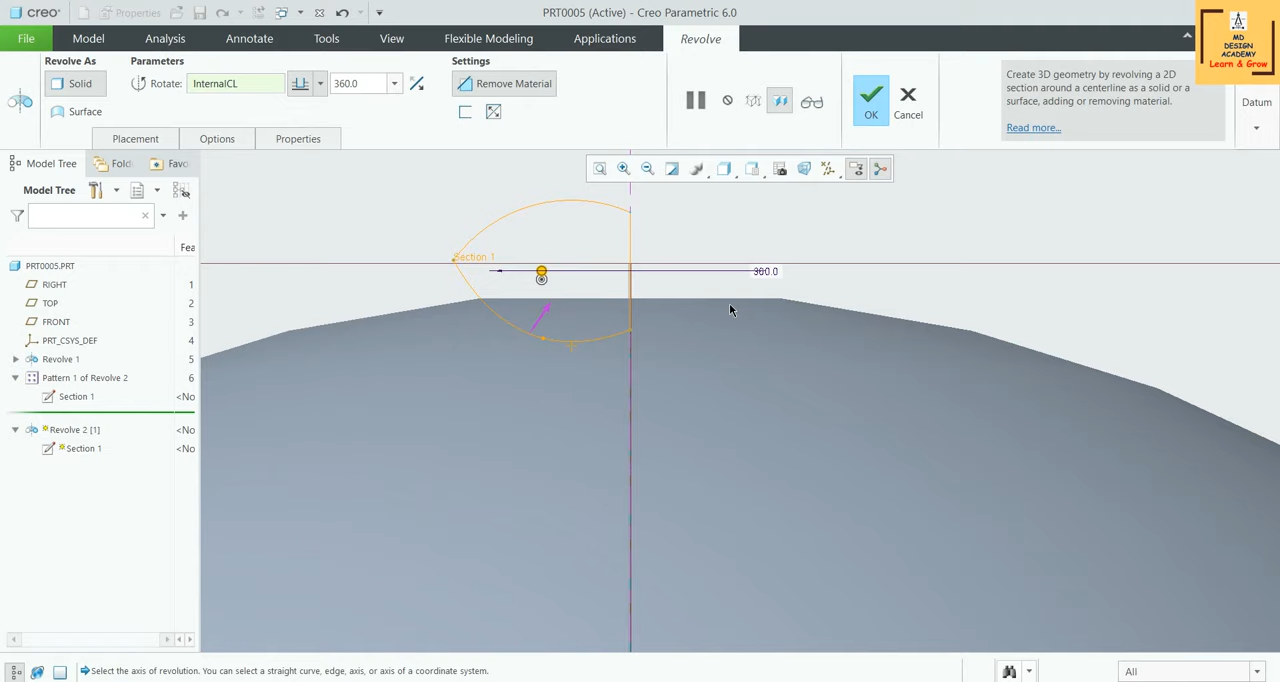 creo
Properties
PRT0005 (Active) - Creo Parametric 6.0
File
Model
Analysis
Annotate
Tools
View
Flexible Modeling
Applications
Revolve
MD
DESIGN
ACADEMY
Learn & Grow
Revolve As
Parameters
Settings
Solid
Rotate:
InternalCL
360.0
Remove Material
Surface
OK
Cancel
Create 3D geometry by revolving a 2D
section around a centerline as a solid or a
surface, adding or removing material.
Read more...
Datum
Placement
Options
Properties
Model Tree
Fold
Favo
Model Tree
Fea
PRT0005.PRT
RIGHT 1
TOP 2
FRONT 3
PRT_CSYS_DEF 4
Revolve 1 5
Pattern 1 of Revolve 2 6
Section 1 <No
Revolve 2 [1] <No
Section 1 <No
Section 1
360.0
Select the axis of revolution. You can select a straight curve, edge, axis, or axis of a coordinate system.
All